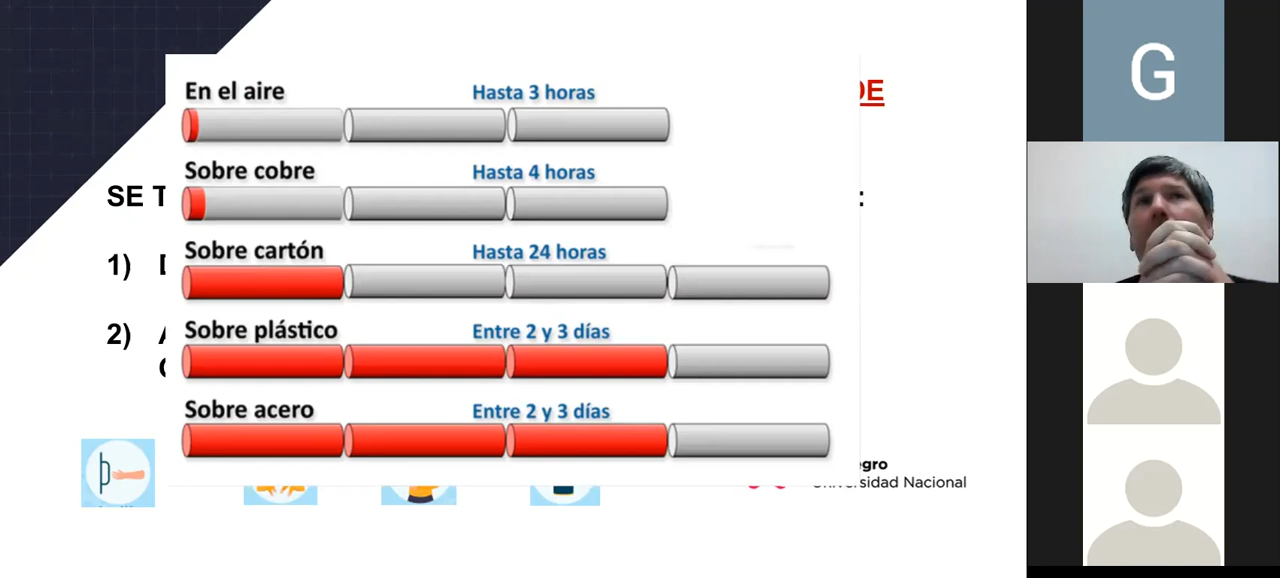 En el aire Hasta 3 horas
DE
Sobre cobre Hasta 4 horas
SE T :
Sobre cartón Hasta 24 horas
1)
Sobre plástico Entre 2 y 3 días
2) A
Sobre acero Entre 2 y 3 días
egro
Universidad Nacional
G